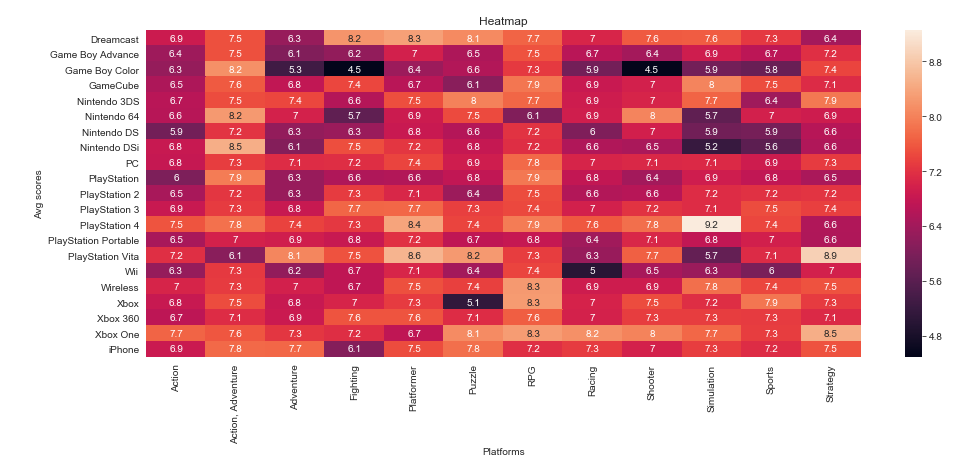 Heatmap
Dreamcast 6.9 7.5 6.3 8.2 8.3 8.1 7.7 7 7.6 7.6 7.3 6.4
Game Boy Advance 6.4 7.5 6.1 6.2 7 6.5 7.5 6.7 6.4 6.9 6.7 7.2
Game Boy Color 6.3 8.2 5.3 4.5 6.4 6.6 7.3 5.9 4.5 5.9 5.8 7.4
GameCube 6.5 7.6 6.8 7.4 6.7 6.1 7.9 6.9 7 8 7.5 7.1
Nintendo 3DS 6.7 7.5 7.4 6.6 7.5 8 7.7 6.9 7 7.7 6.4 7.9
Nintendo 64 6.6 8.2 7 5.7 6.9 7.5 6.1 6.9 8 5.7 7 6.9
Nintendo DS 5.9 7.2 6.3 6.3 6.8 6.6 7.2 6 7 5.9 5.9 6.6
Nintendo DSi 6.8 8.5 6.1 7.5 7.2 6.8 7.2 6.6 6.5 5.2 5.6 6.6
PC 6.8 7.3 7.1 7.2 7.4 6.9 7.8 7 7.1 7.1 6.9 7.3
PlayStation 6 7.9 6.3 6.6 6.6 6.8 7.9 6.8 6.4 6.9 6.8 6.5
PlayStation 2 6.5 7.2 6.3 7.3 7.1 6.4 7.5 6.6 6.6 7.2 7.2 7.2
PlayStation 3 6.9 7.3 6.8 7.7 7.7 7.3 7.4 7 7.2 7.1 7.5 7.4
PlayStation 4 7.5 7.8 7.4 7.3 8.4 7.4 7.9 7.6 7.8 9.2 7.4 6.6
PlayStation Portable 6.5 7 6.9 6.8 7.2 6.7 6.8 6.4 7.1 6.8 7 6.6
PlayStation Vita 7.2 6.1 8.1 7.5 8.6 8.2 7.3 6.3 7.7 5.7 7.1 8.9
Wii 6.3 7.3 6.2 6.7 7.1 6.4 7.4 5 6.5 6.3 6 7
Wireless 7 7.3 7 6.7 7.5 7.4 8.3 6.9 6.9 7.8 7.4 7.5
Xbox 6.8 7.5 6.8 7 7.3 5.1 8.3 7 7.5 7.2 7.9 7.3
Xbox 360 6.7 7.1 6.9 7.6 7.6 7.1 7.6 7 7.3 7.3 7.3 7.1
Xbox One 7.7 7.6 7.3 7.2 6.7 8.1 8.3 8.2 8 7.7 7.3 8.5
iPhone 6.9 7.8 7.7 6.1 7.5 7.8 7.2 7.3 7 7.3 7.2 7.5
Avg scores
Action
Action, Adventure
Adventure
Fighting
Platformer
Puzzle
RPG
Racing
Shooter
Simulation
Sports
Strategy
Platforms
8.8
8.0
7.2
6.4
5.6
4.8